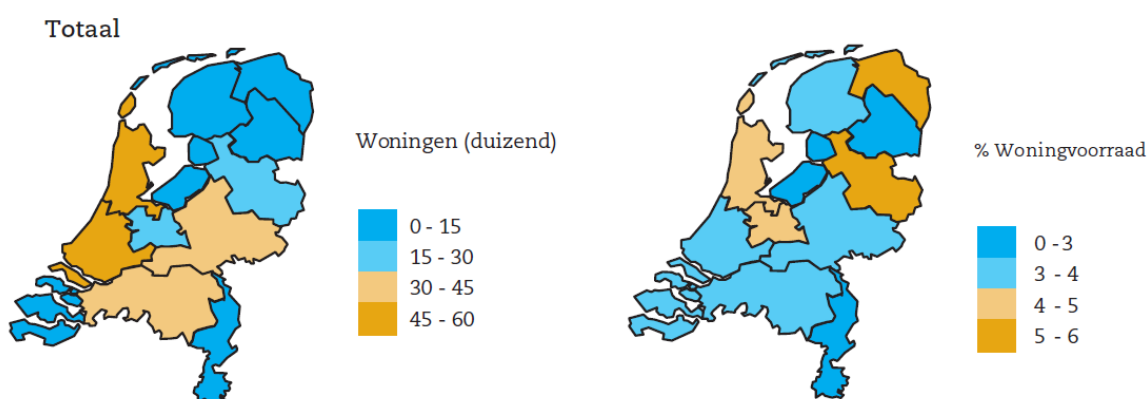 Totaal
Woningen (duizend)
0 - 15
15 - 30
30 - 45
45 - 60
% Woningvoorraad
0 -3
3 - 4
4 - 5
5 - 6